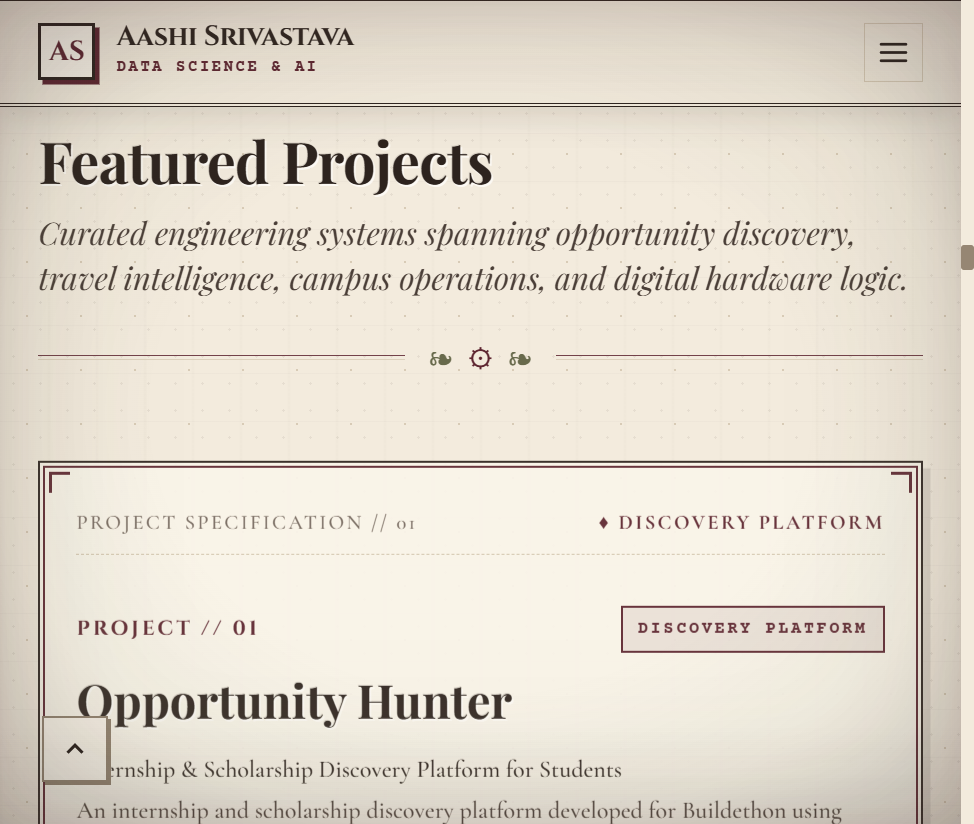 AS
AASHI SRIVASTAVA
DATA SCIENCE & AI
Featured Projects
Curated engineering systems spanning opportunity discovery,
travel intelligence, campus operations, and digital hardware logic.
PROJECT SPECIFICATION // 01
♦ DISCOVERY PLATFORM
PROJECT // 01
DISCOVERY PLATFORM
Opportunity Hunter
ernship & Scholarship Discovery Platform for Students
An internship and scholarship discovery platform developed for Buildethon using